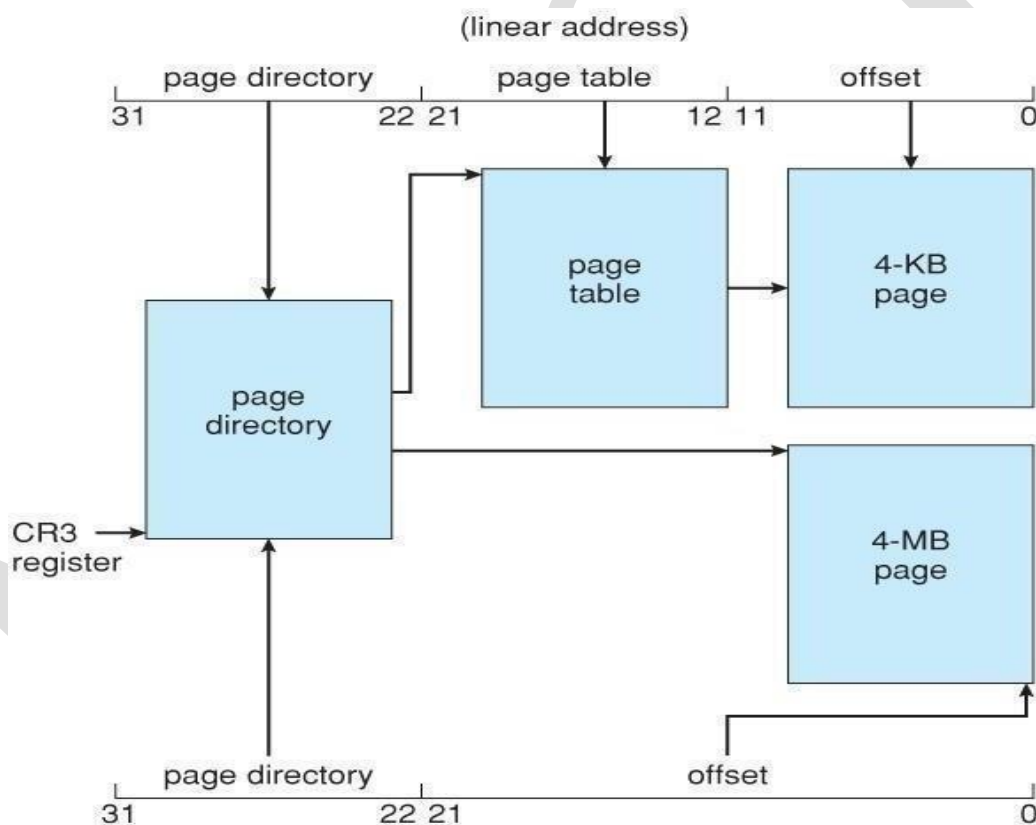 (linear address)
page directory page table offset
31 22 21 12 11 0
page
table
4-KB
page
page
directory
CR3
register
4-MB
page
page directory offset
31 22 21 0